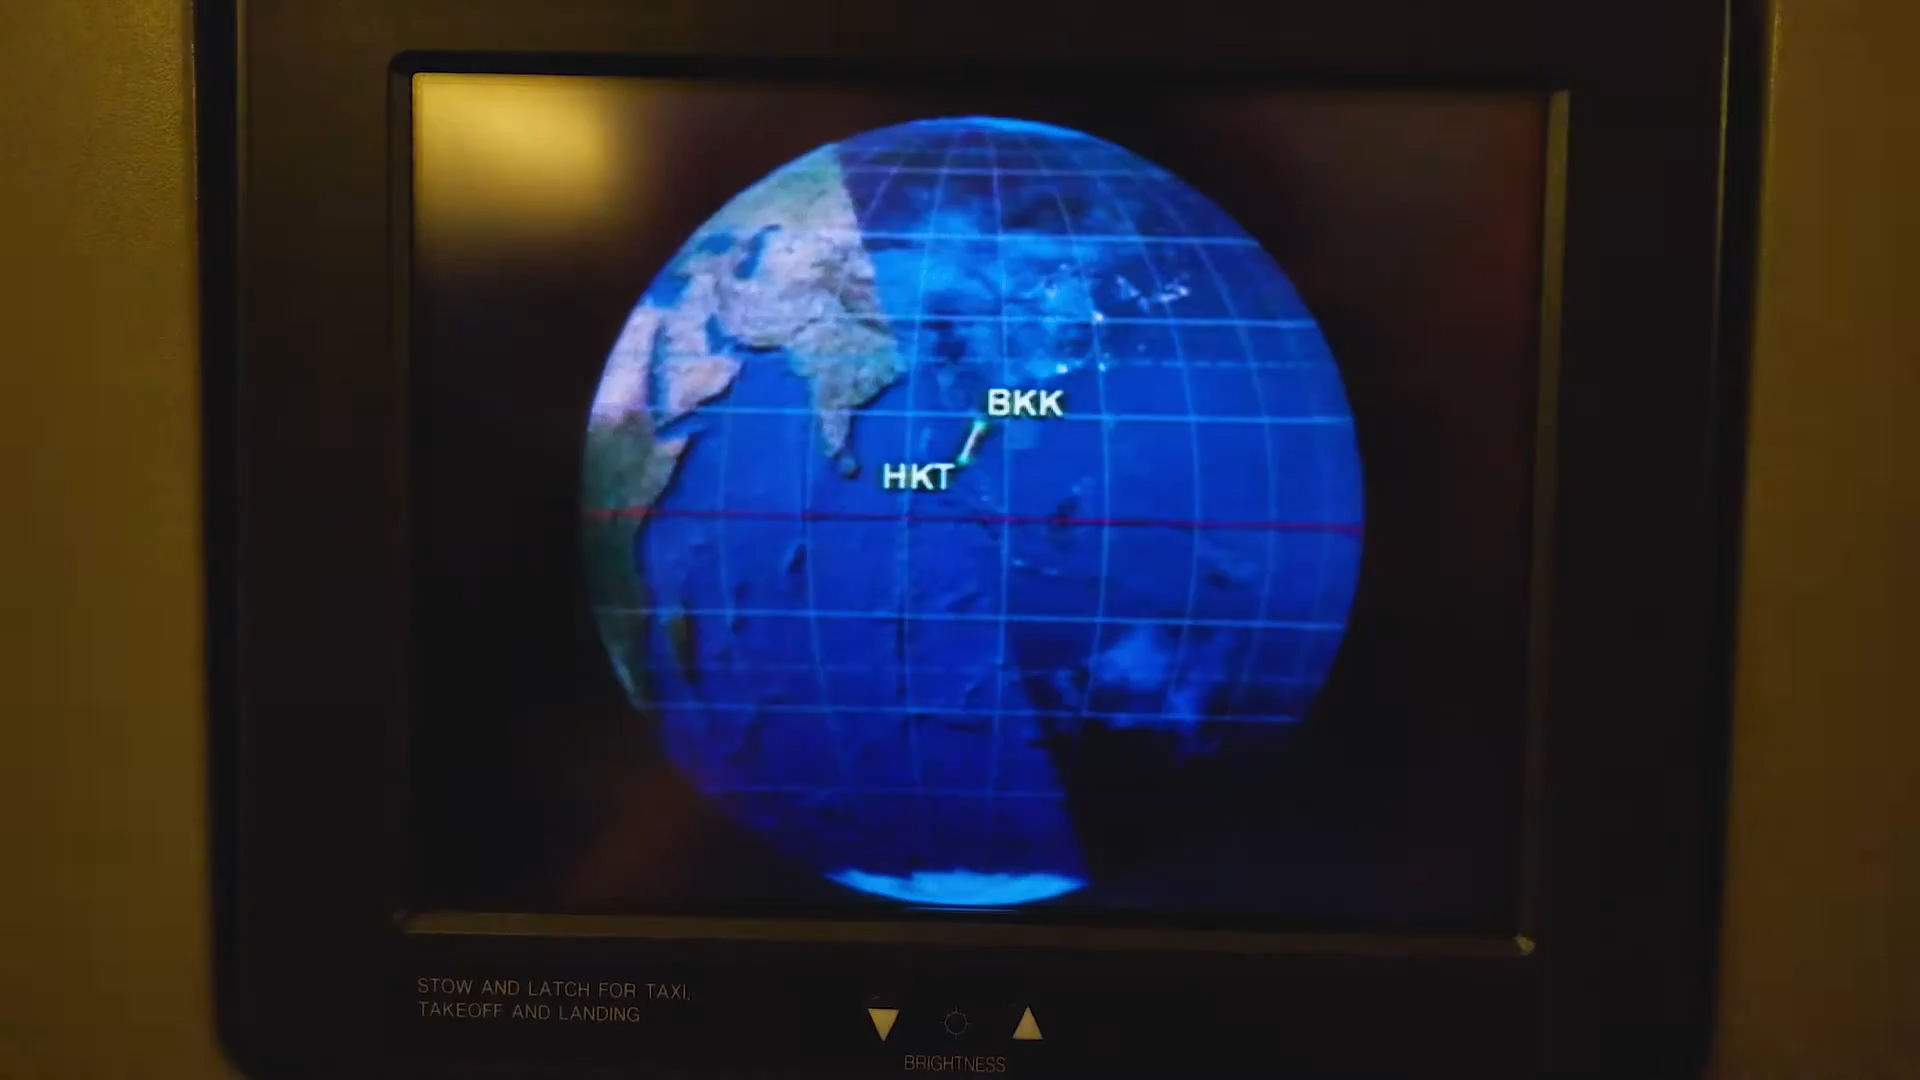 BKK
HKT
STOW AND LATCH FOR TAXI,
TAKEOFF AND LANDING
BRIGHTNESS